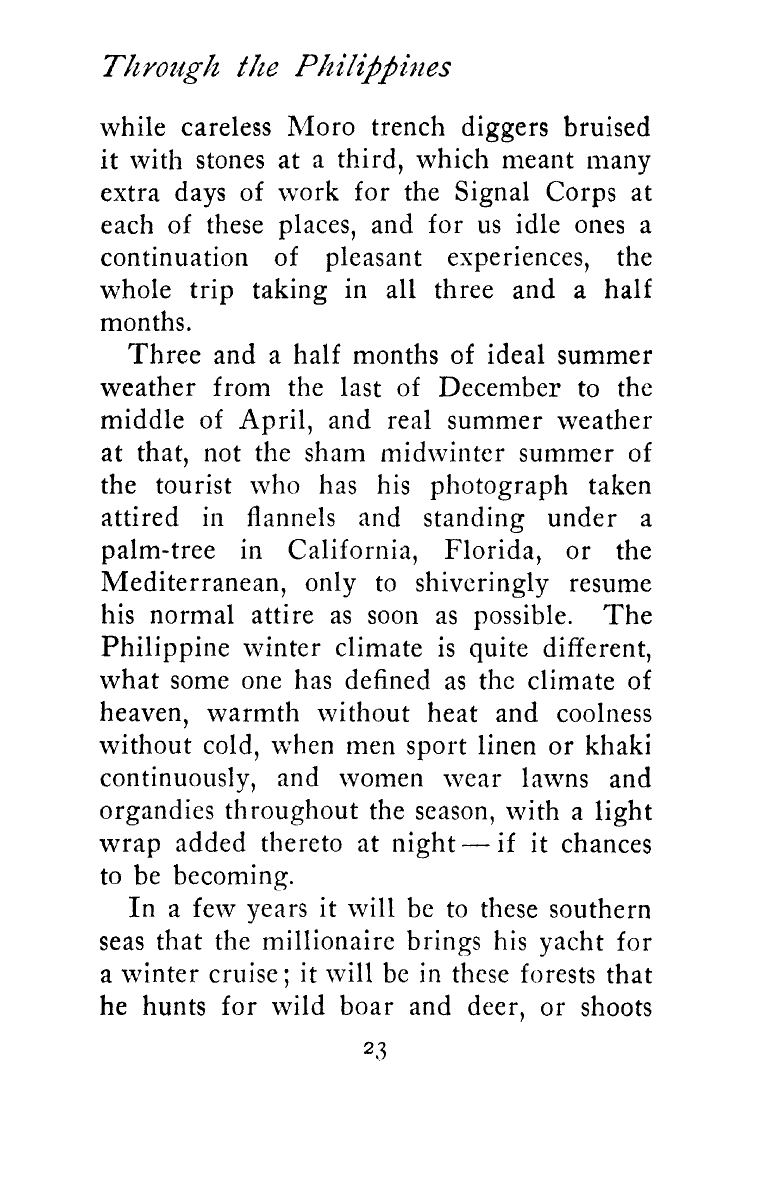 Through the Philippines
while careless Moro trench diggers bruised
it with stones at a third, which meant many
extra days of work for the Signal Corps at
each of these places, and for us idle ones a
continuation of pleasant experiences, the
whole trip taking in all three and a half
months.
Three and a half months of ideal summer
weather from the last of December to the
middle of April, and real summer weather
at that, not the sham midwinter summer of
the tourist who has his photograph taken
attired in flannels and standing under a
palm-tree in California, Florida, or the
Mediterranean, only to shiveringly resume
his normal attire as soon as possible. The
Philippine winter climate is quite different,
what some one has defined as the climate of
heaven, warmth without heat and coolness
without cold, when men sport linen or khaki
continuously, and women wear lawns and
organdies throughout the season, with a light
wrap added thereto at night — if it chances
to be becoming.
In a few years it will be to these southern
seas that the millionaire brings his yacht for
a winter cruise; it will be in these forests that
he hunts for wild boar and deer, or shoots
23